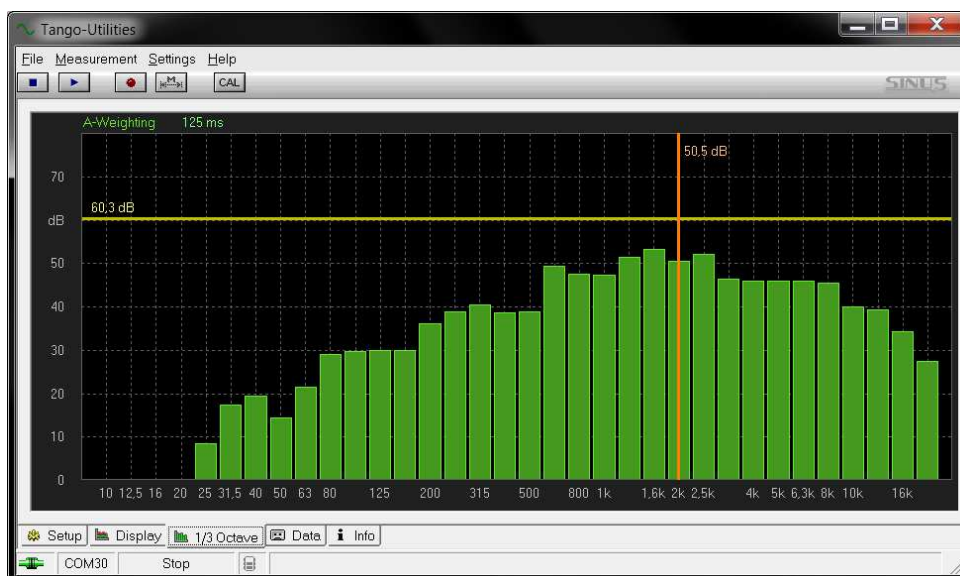 Tango-Utilities
File Measurement Settings Help
M CAL SINUS
A-Weighting 125 ms
50,5 dB
70
60,3 dB
dB
50
40
30
20
10
0
10 12,5 16 20 25 31,5 40 50 63 80 125 200 315 500 800 1k 1,6k 2k 2,5k 4k 5k 6,3k 8k 10k 16k
Setup Display 1/3 Octave Data i Info
COM30 Stop